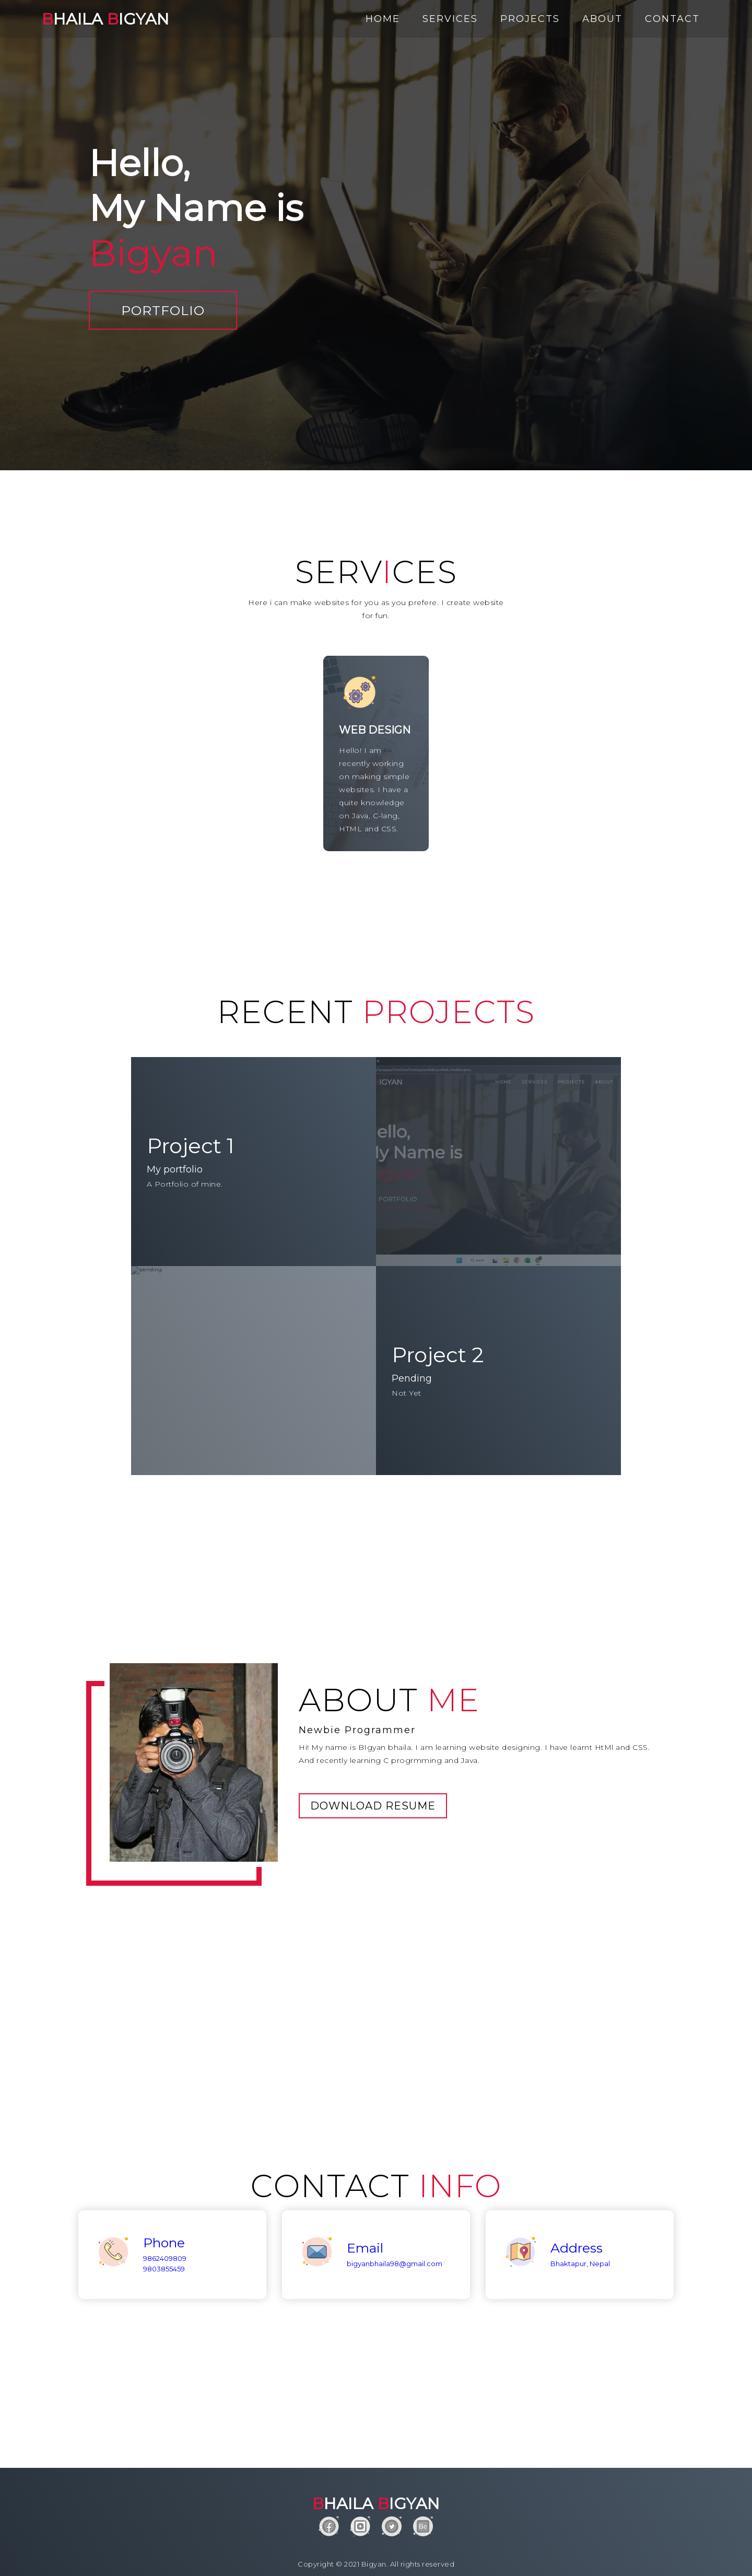 BHAILA BIGYAN
HOME SERVICES PROJECTS ABOUT CONTACT
Hello,
My Name is
Bigyan
PORTFOLIO
SERVICES
Here i can make websites for you as you prefere. I create website
for fun.
WEB DESIGN
Hello! I am
recently working
on making simple
websites. I have a
quite knowledge
on Java, C-lang,
HTML and CSS.
RECENT PROJECTS
Project 1
My portfolio
A Portfolio of mine.
IGYAN
HOME SERVICES PROJECTS ABOUT
ello,
y Name is
PORTFOLIO
pending
Project 2
Pending
Not Yet
ABOUT ME
Newbie Programmer
Hi! My name is BIgyan bhaila. I am learning website designing. I have learnt HtMl and CSS.
And recently learning C progrmming and Java.
DOWNLOAD RESUME
CONTACT INFO
Phone
9862409809
9803855459
Email
bigyanbhaila98@gmail.com
Address
Bhaktapur, Nepal
BHAILA BIGYAN
Copyright © 2021 Bigyan. All rights reserved